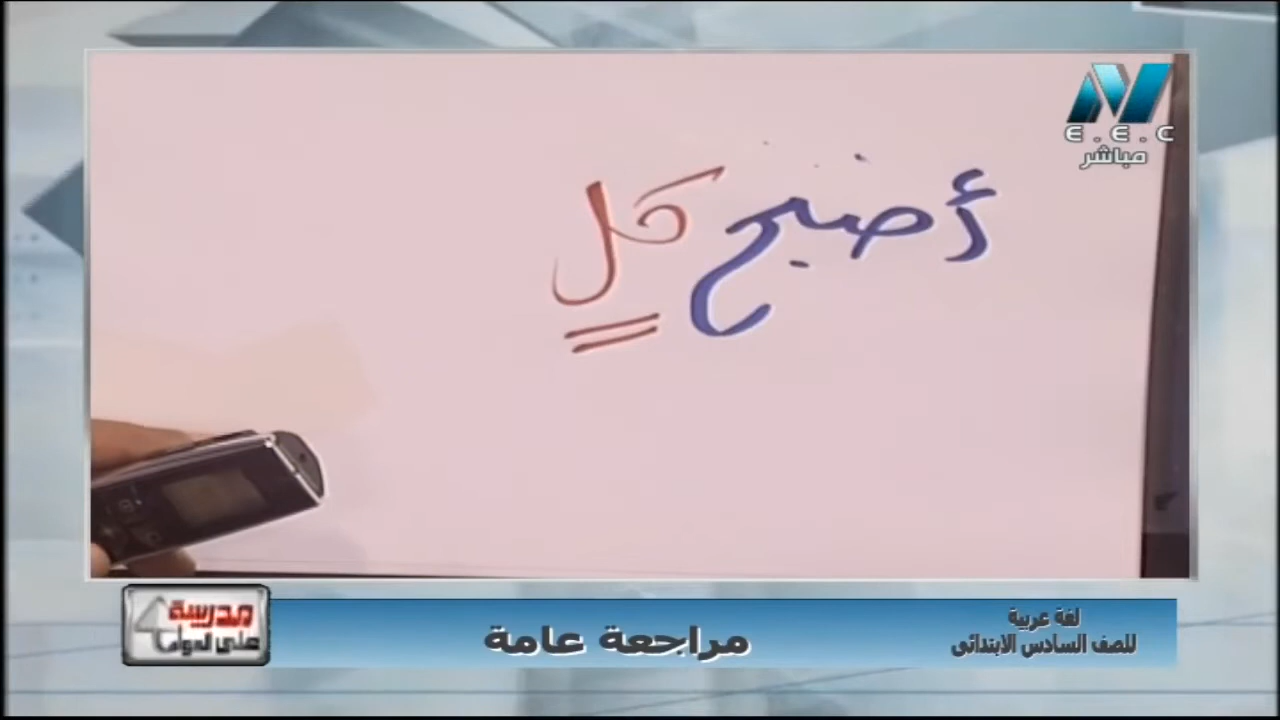 E . E . C
مباشر
أصبح كل
لغة عربية
للصف السادس الابتدائى
مراجعة عامة
مدرسة
على الهواء